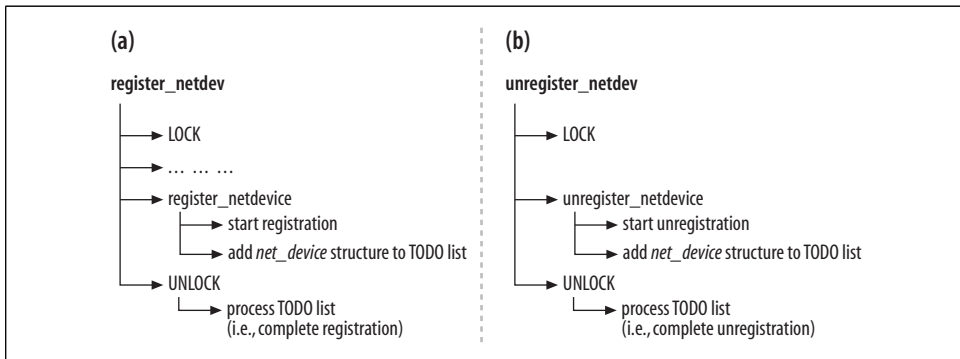 (a)
register_netdev
LOCK
... ... ...
register_netdevice
start registration
add net_device structure to TODO list
UNLOCK
process TODO list
(i.e., complete registration)
(b)
unregister_netdev
LOCK
unregister_netdevice
start unregistration
add net_device structure to TODO list
UNLOCK
process TODO list
(i.e., complete unregistration)